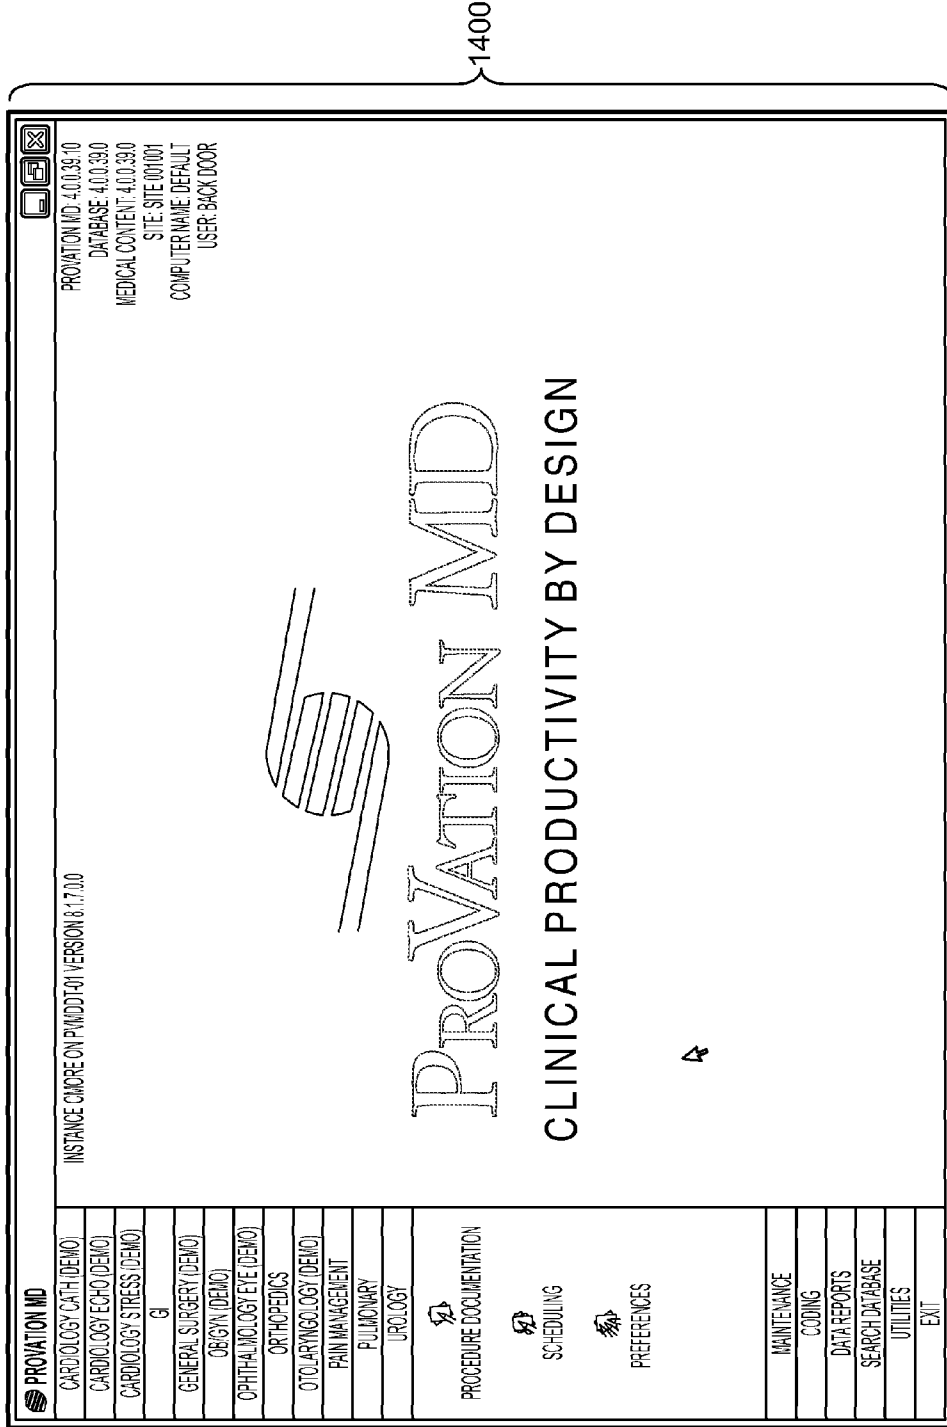 1400
PROVATION MD
CARDIOLOGY CATH (DEMO)
CARDIOLOGY ECHO (DEMO)
CARDIOLOGY STRESS (DEMO)
GI
GENERAL SURGERY (DEMO)
OB/GYN (DEMO)
OPHTHALMOLOGY EYE (DEMO)
ORTHOPEDICS
OTOLARYNGOLOGY (DEMO)
PAIN MANAGEMENT
PULMONARY
UROLOGY
PROCEDURE DOCUMENTATION
SCHEDULING
PREFERENCES
MAINTENANCE
CODING
DATA REPORTS
SEARCH DATABASE
UTILITIES
EXIT
INSTANCE CMORE ON PVMDDT-01 VERSION 8.1.7.0.0
PROVATION MD: 4.0.0.39.10
DATABASE: 4.0.0.39.0
MEDICAL CONTENT: 4.0.0.39.0
SITE: SITE 001001
COMPUTER NAME: DEFAULT
USER: BACK DOOR
PROVATION MD
CLINICAL PRODUCTIVITY BY DESIGN